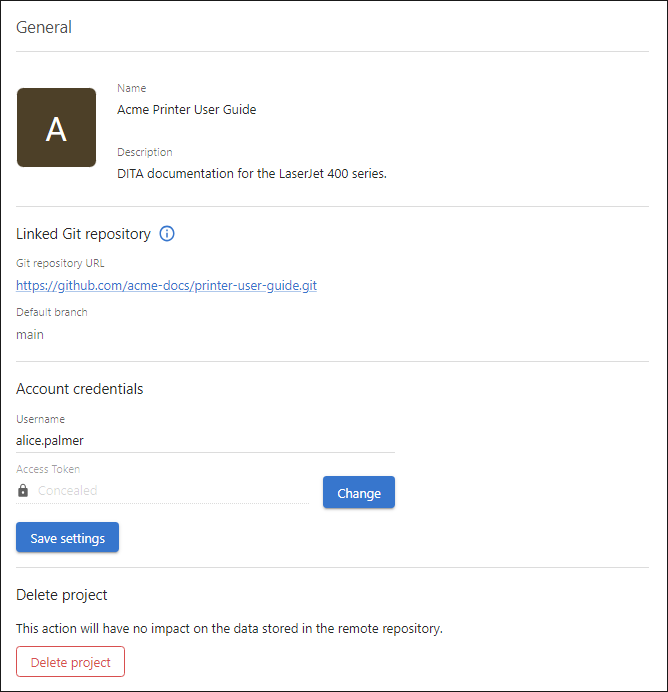 General
A
Name
Acme Printer User Guide
Description
DITA documentation for the LaserJet 400 series.
Linked Git repository
Git repository URL
https://github.com/acme-docs/printer-user-guide.git
Default branch
main
Account credentials
Username
alice.palmer
Access Token
Concealed
Change
Save settings
Delete project
This action will have no impact on the data stored in the remote repository.
Delete project